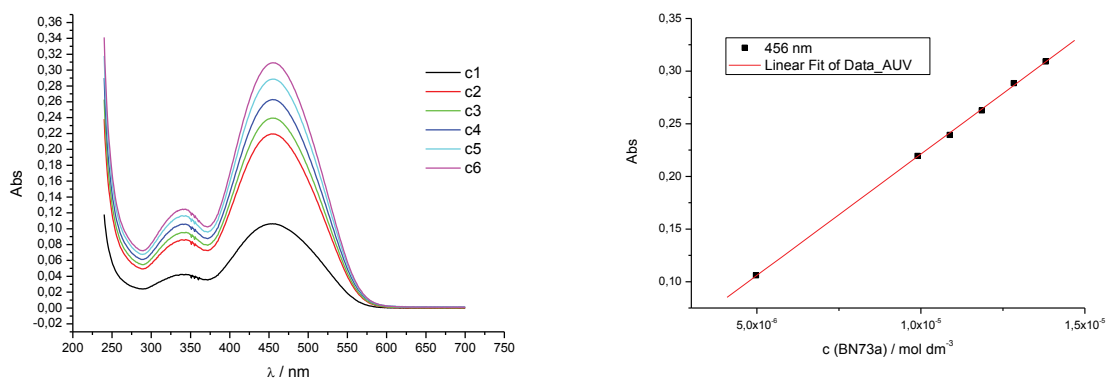 0,36
0,34
0,32
0,30
0,28
0,26
0,24
0,22
0,20
0,18
0,16
0,14
0,12
0,10
0,08
0,06
0,04
0,02
0,00
-0,02
Abs
200 250 300 350 400 450 500 550 600 650 700 750
λ / nm
c1
c2
c3
c4
c5
c6
0,35
0,30
0,25
0,20
0,15
0,10
Abs
456 nm
Linear Fit of Data_AUV
5,0x10⁻⁶ 1,0x10⁻⁵ 1,5x10⁻⁵
c (BN73a) / mol dm⁻³